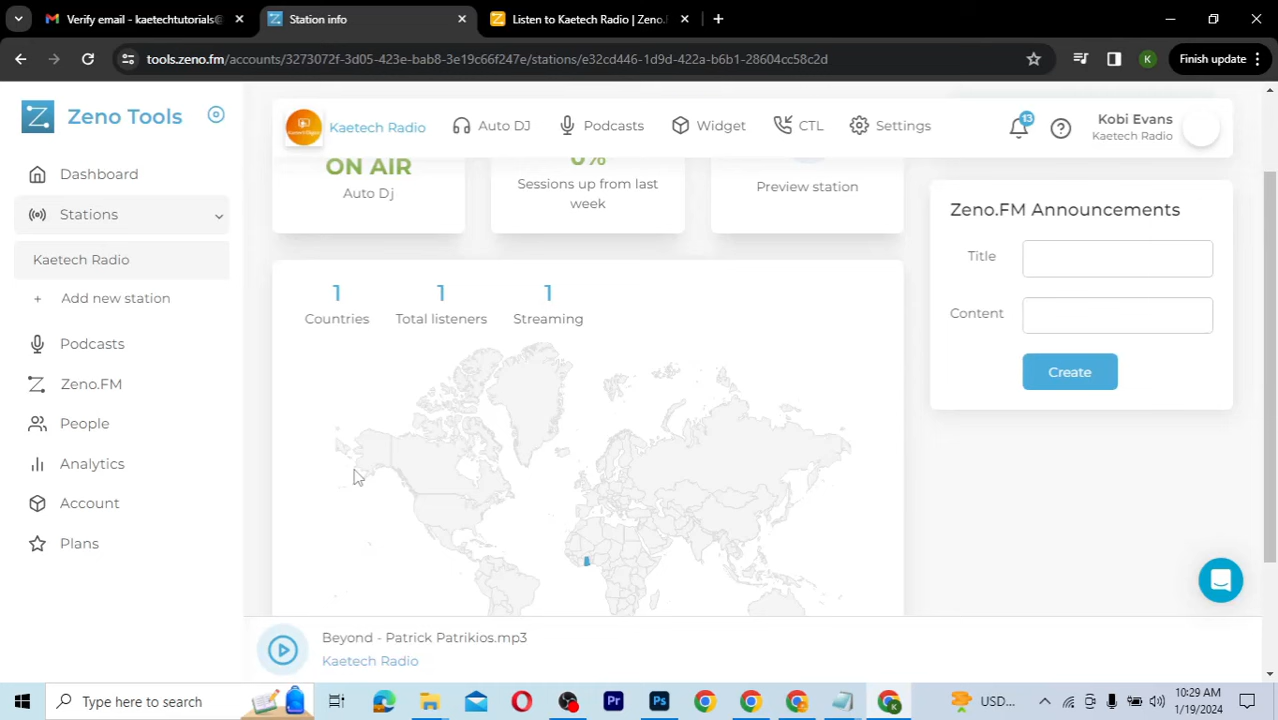 Verify email - kaetechtutorials@
Station info
Listen to Kaetech Radio | Zeno.F
tools.zeno.fm/accounts/3273072f-3d05-423e-bab8-3e19c66f247e/stations/e32cd446-1d9d-422a-b6b1-28604cc58c2d
K
Finish update
Zeno Tools
Kaetech Radio
Auto DJ
Podcasts
Widget
CTL
Settings
13
Kobi Evans
Kaetech Radio
Dashboard
Stations
Kaetech Radio
+ Add new station
Podcasts
Zeno.FM
People
Analytics
Account
Plans
ON AIR
Auto Dj
0%
Sessions up from last
week
Preview station
Zeno.FM Announcements
Title
Content
Create
1
Countries
1
Total listeners
1
Streaming
Beyond - Patrick Patrikios.mp3
Kaetech Radio
Type here to search
USD...
10:29 AM
1/19/2024